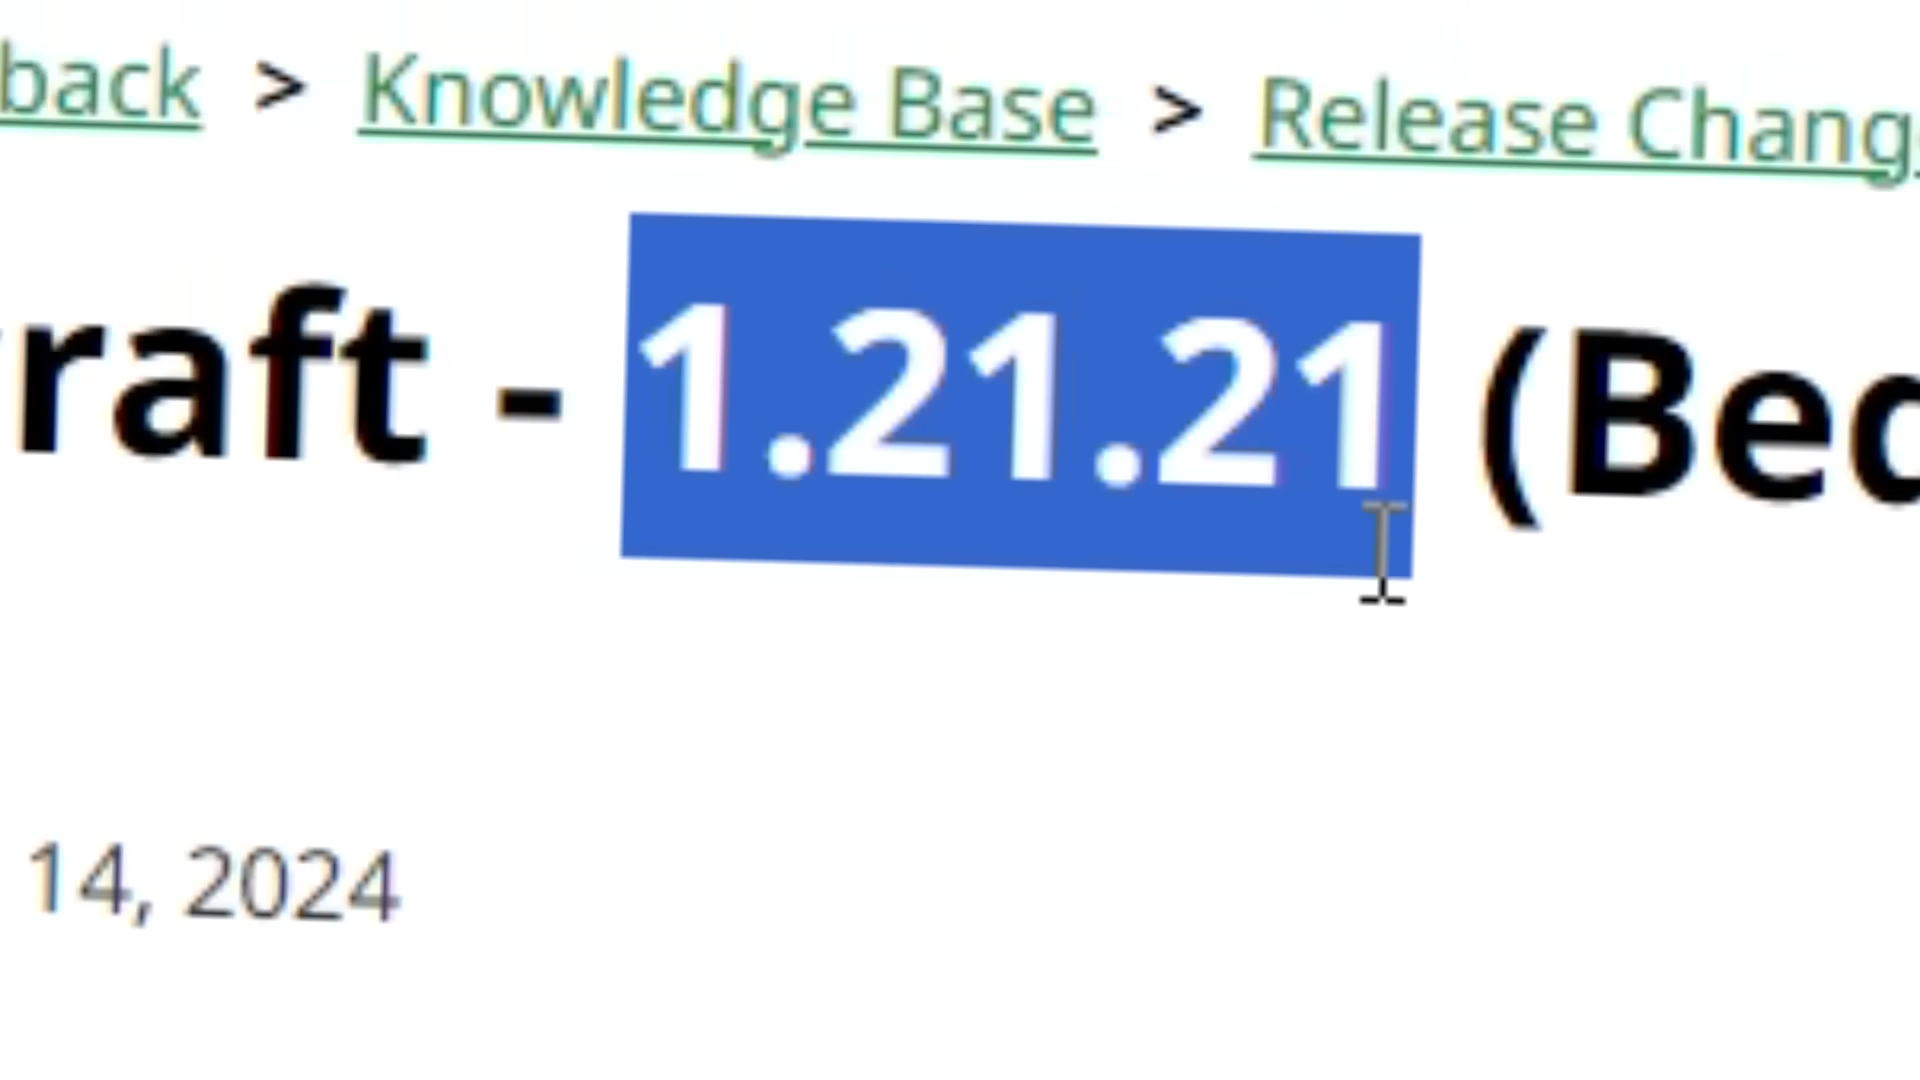 back > Knowledge Base > Release Chang
raft - 1.21.21 (Bed
14, 2024